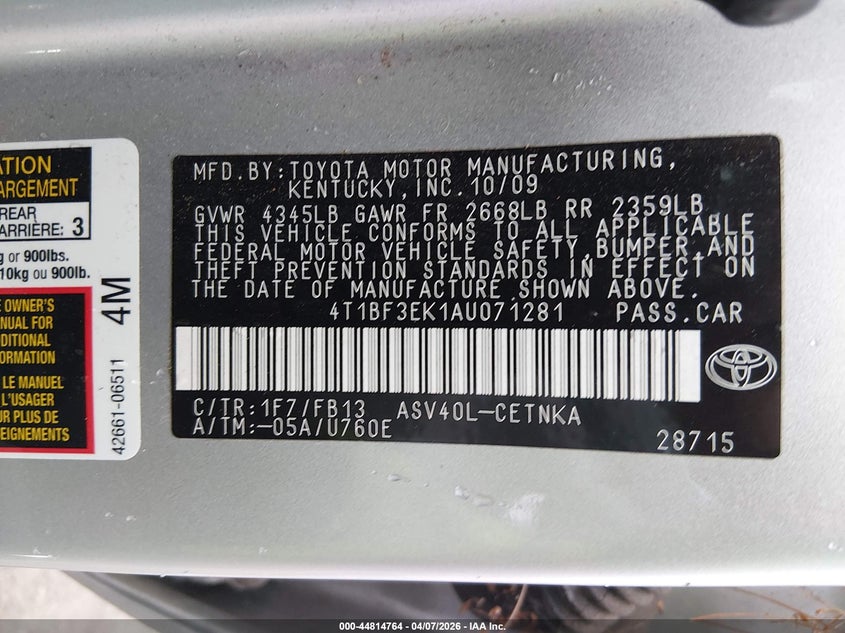 ATION
ARGEMENT
REAR
ARRIÈRE: 3
g or 900lbs.
10kg ou 900lb.
E OWNER'S
ANUAL FOR
DITIONAL
ORMATION
LE MANUEL
L'USAGER
UR PLUS DE
SEIGNEMENTS
4M
42661-06511
MFD.BY:TOYOTA MOTOR MANUFACTURING,
KENTUCKY,INC.10/09
GVWR 4345LB GAWR FR 2668LB RR 2359LB
THIS VEHICLE CONFORMS TO ALL APPLICABLE
FEDERAL MOTOR VEHICLE SAFETY,BUMPER,AND
THEFT PREVENTION STANDARDS IN EFFECT ON
THE DATE OF MANUFACTURE SHOWN ABOVE.
4T1BF3EK1AU071281 PASS.CAR
C/TR:1F7/FB13 ASV40L-CETNKA
A/TM:-05A/U760E
28715
000-44814764 - 04/07/2026 - IAA Inc.